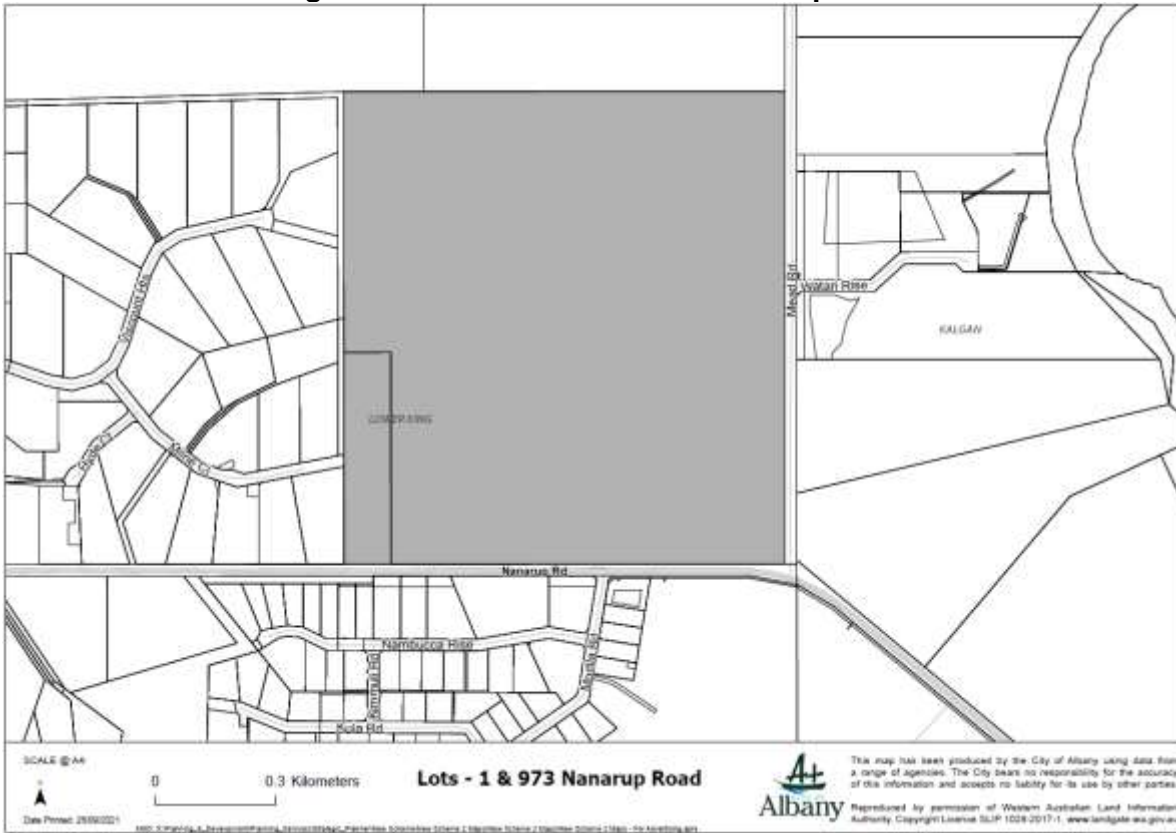 Mead Rd
Watari Rise
KALGAN
LOWER KING
Nanarup Rd
Nambucca Rise
Kula Rd
SCALE @ A4
0 0.3 Kilometers
Lots - 1 & 973 Nanarup Road
Albany
This map has been produced by the City of Albany using data from
a range of agencies. The City bears no responsibility for the accuracy
of this information and accepts no liability for its use by other parties.
Reproduced by permission of Western Australian Land Information
Authority, Copyright License SLIP 1028-2017-1. www.landgate.wa.gov.au